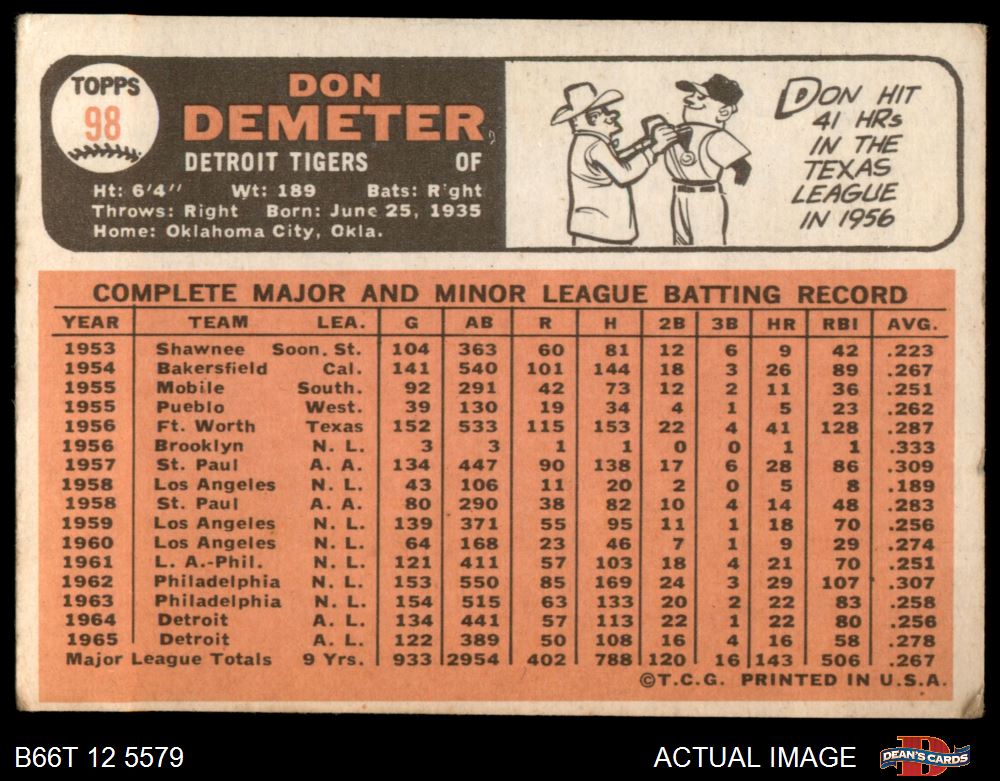 TOPPS
98
DON
DEMETER
DETROIT TIGERS OF
Ht: 6'4" Wt: 189 Bats: Right
Throws: Right Born: June 25, 1935
Home: Oklahoma City, Okla.
DON HIT
41 HRs
IN THE
TEXAS
LEAGUE
IN 1956
COMPLETE MAJOR AND MINOR LEAGUE BATTING RECORD
YEAR TEAM LEA. G AB R H 2B 3B HR RBI AVG.
1953 Shawnee Soon. St. 104 363 60 81 12 6 9 42 .223
1954 Bakersfield Cal. 141 540 101 144 18 3 26 89 .267
1955 Mobile South. 92 291 42 73 12 2 11 36 .251
1955 Pueblo West. 39 130 19 34 4 1 5 23 .262
1956 Ft. Worth Texas 152 533 115 153 22 4 41 128 .287
1956 Brooklyn N. L. 3 3 1 1 0 0 1 1 .333
1957 St. Paul A. A. 134 447 90 138 17 6 28 86 .309
1958 Los Angeles N. L. 43 106 11 20 2 0 5 8 .189
1958 St. Paul A. A. 80 290 38 82 10 4 14 48 .283
1959 Los Angeles N. L. 139 371 55 95 11 1 18 70 .256
1960 Los Angeles N. L. 64 168 23 46 7 1 9 29 .274
1961 L. A.-Phil. N. L. 121 411 57 103 18 4 21 70 .251
1962 Philadelphia N. L. 153 550 85 169 24 3 29 107 .307
1963 Philadelphia N. L. 154 515 63 133 20 2 22 83 .258
1964 Detroit A. L. 134 441 57 113 22 1 22 80 .256
1965 Detroit A. L. 122 389 50 108 16 4 16 58 .278
Major League Totals 9 Yrs. 933 2954 402 788 120 16 143 506 .267
©T.C.G. PRINTED IN U.S.A.
B66T 12 5579 ACTUAL IMAGE DEAN'S CARDS